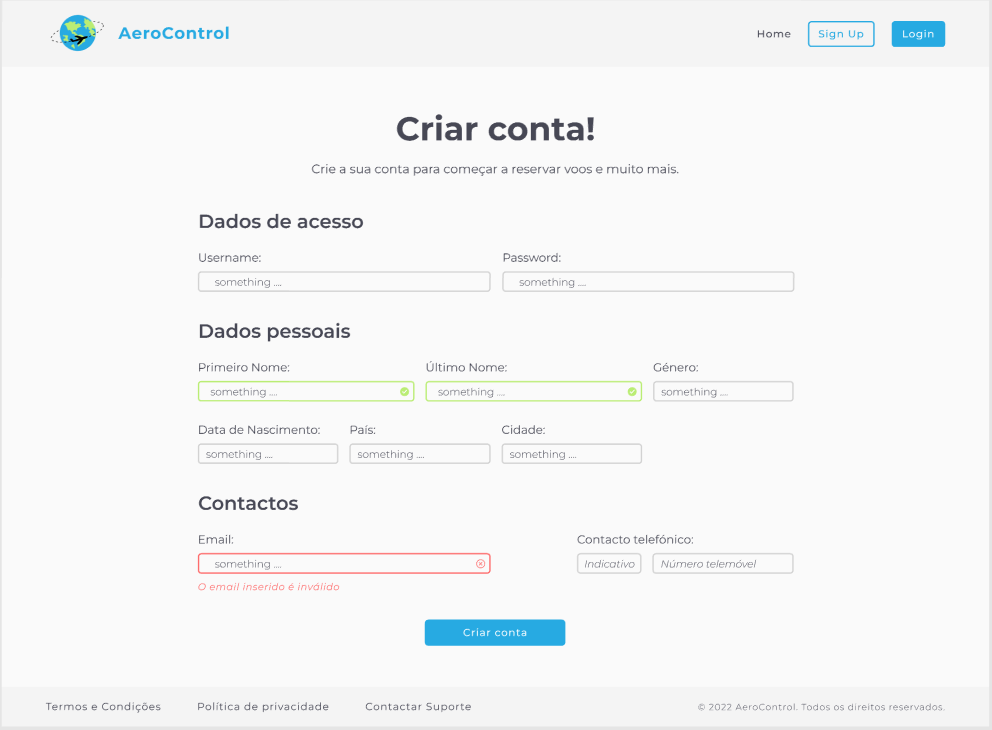 AeroControl
Home Sign Up Login
Criar conta!
Crie a sua conta para começar a reservar voos e muito mais.
Dados de acesso
Username: Password:
something .... something ....
Dados pessoais
Primeiro Nome: Último Nome: Género:
something .... something .... something ....
Data de Nascimento: País: Cidade:
something .... something .... something ....
Contactos
Email: Contacto telefónico:
something .... Indicativo Número telemóvel
O email inserido é inválido
Criar conta
Termos e Condições Política de privacidade Contactar Suporte © 2022 AeroControl. Todos os direitos reservados.